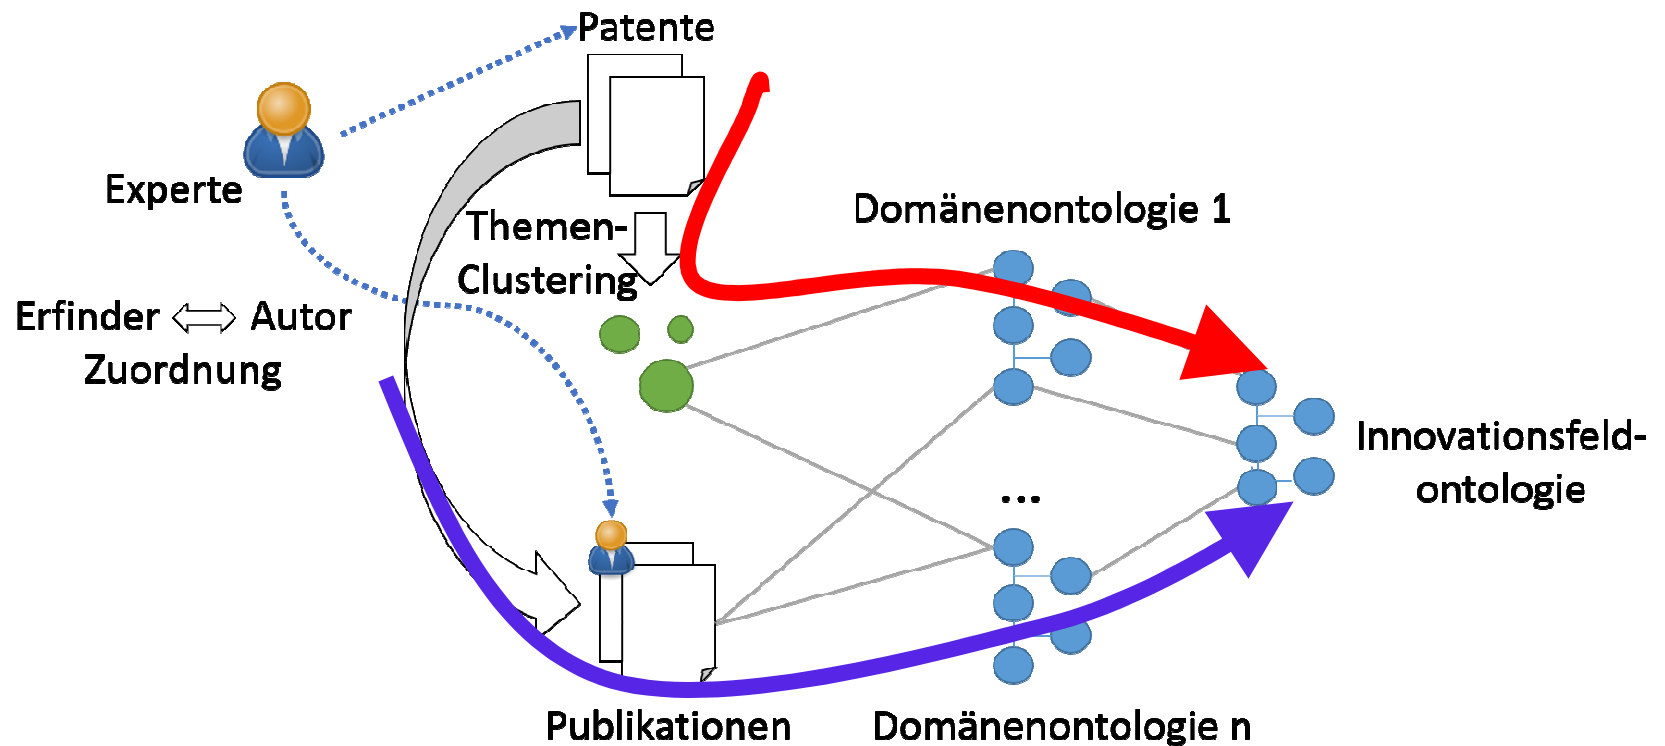 Patente
Experte
Themen-
Clustering
Domänenontologie 1
Erfinder Autor
Zuordnung
Innovationsfeld-
ontologie
...
Publikationen
Domänenontologie n